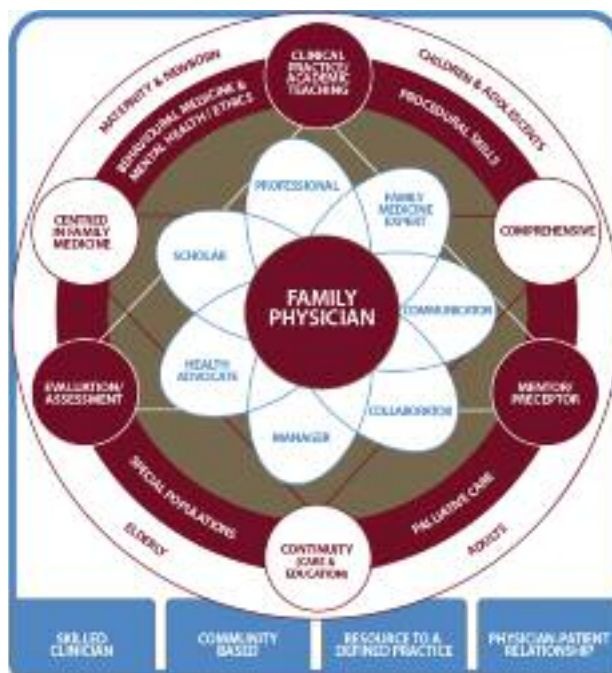 CLINICAL
PRACTICE/
ACADEMIC
TEACHING
MATERNITY & NEWBORN
CHILDREN & ADOLESCENTS
BEHAVIOURAL MEDICINE &
MENTAL HEALTH / ETHICS
PROCEDURAL SKILLS
PROFESSIONAL
FAMILY
MEDICINE
EXPERT
CENTRED
IN FAMILY
MEDICINE
COMPREHENSIVE
SCHOLAR
FAMILY
PHYSICIAN
COMMUNICATOR
HEALTH
ADVOCATE
EVALUATION/
ASSESSMENT
MENTOR/
PRECEPTOR
COLLABORATOR
MANAGER
SPECIAL POPULATIONS
PALLIATIVE CARE
ELDERLY
ADULTS
CONTINUITY
(CARE &
EDUCATION)
SKILLED
CLINICIAN
COMMUNITY
BASED
RESOURCE TO A
DEFINED PRACTICE
PHYSICIAN-PATIENT
RELATIONSHIP